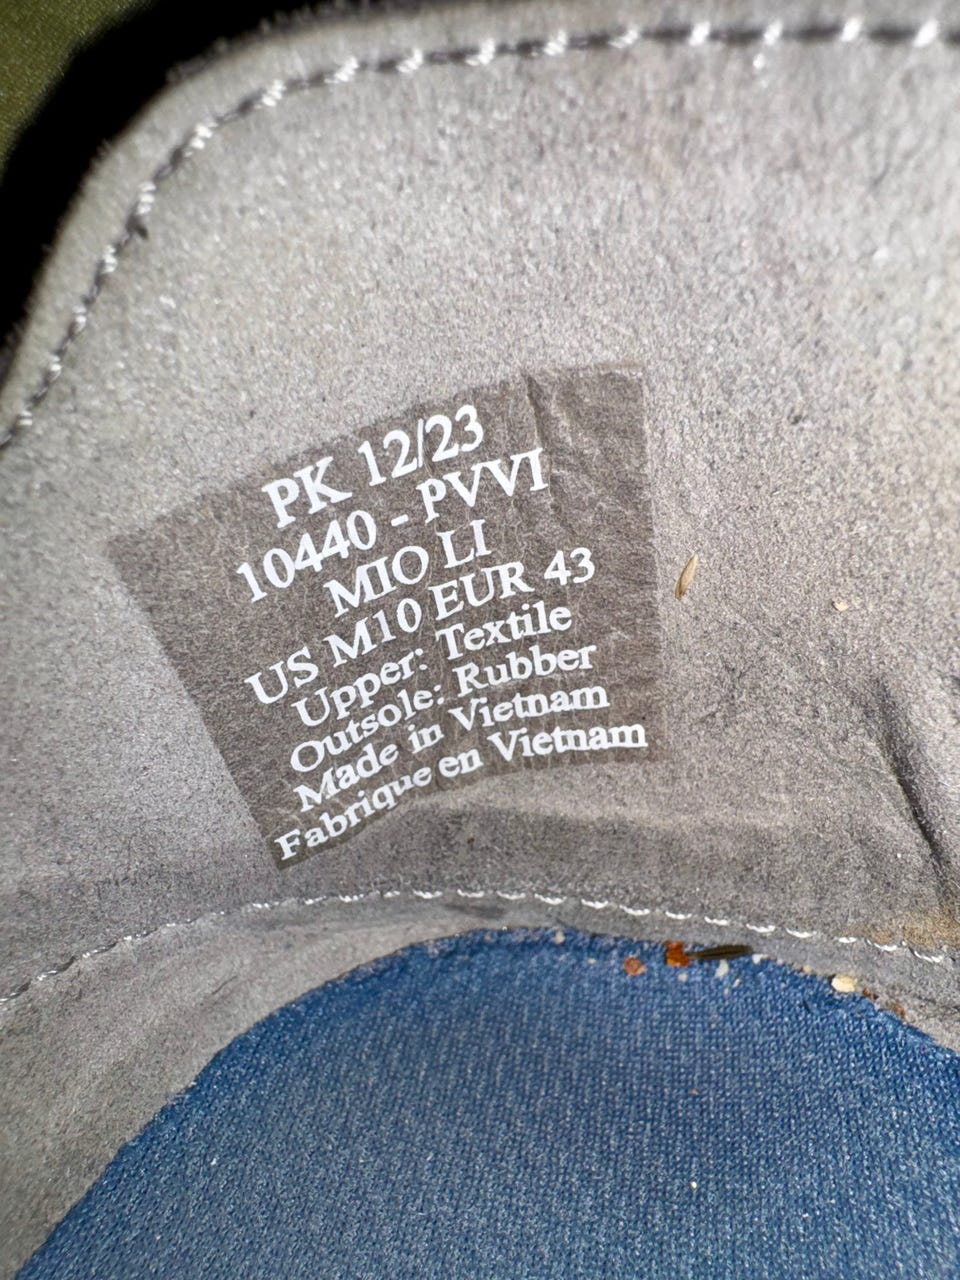 PK 12/23
10440 - PVVI
MIO LI
US M10 EUR 43
Upper: Textile
Outsole: Rubber
Made in Vietnam
Fabrique en Vietnam